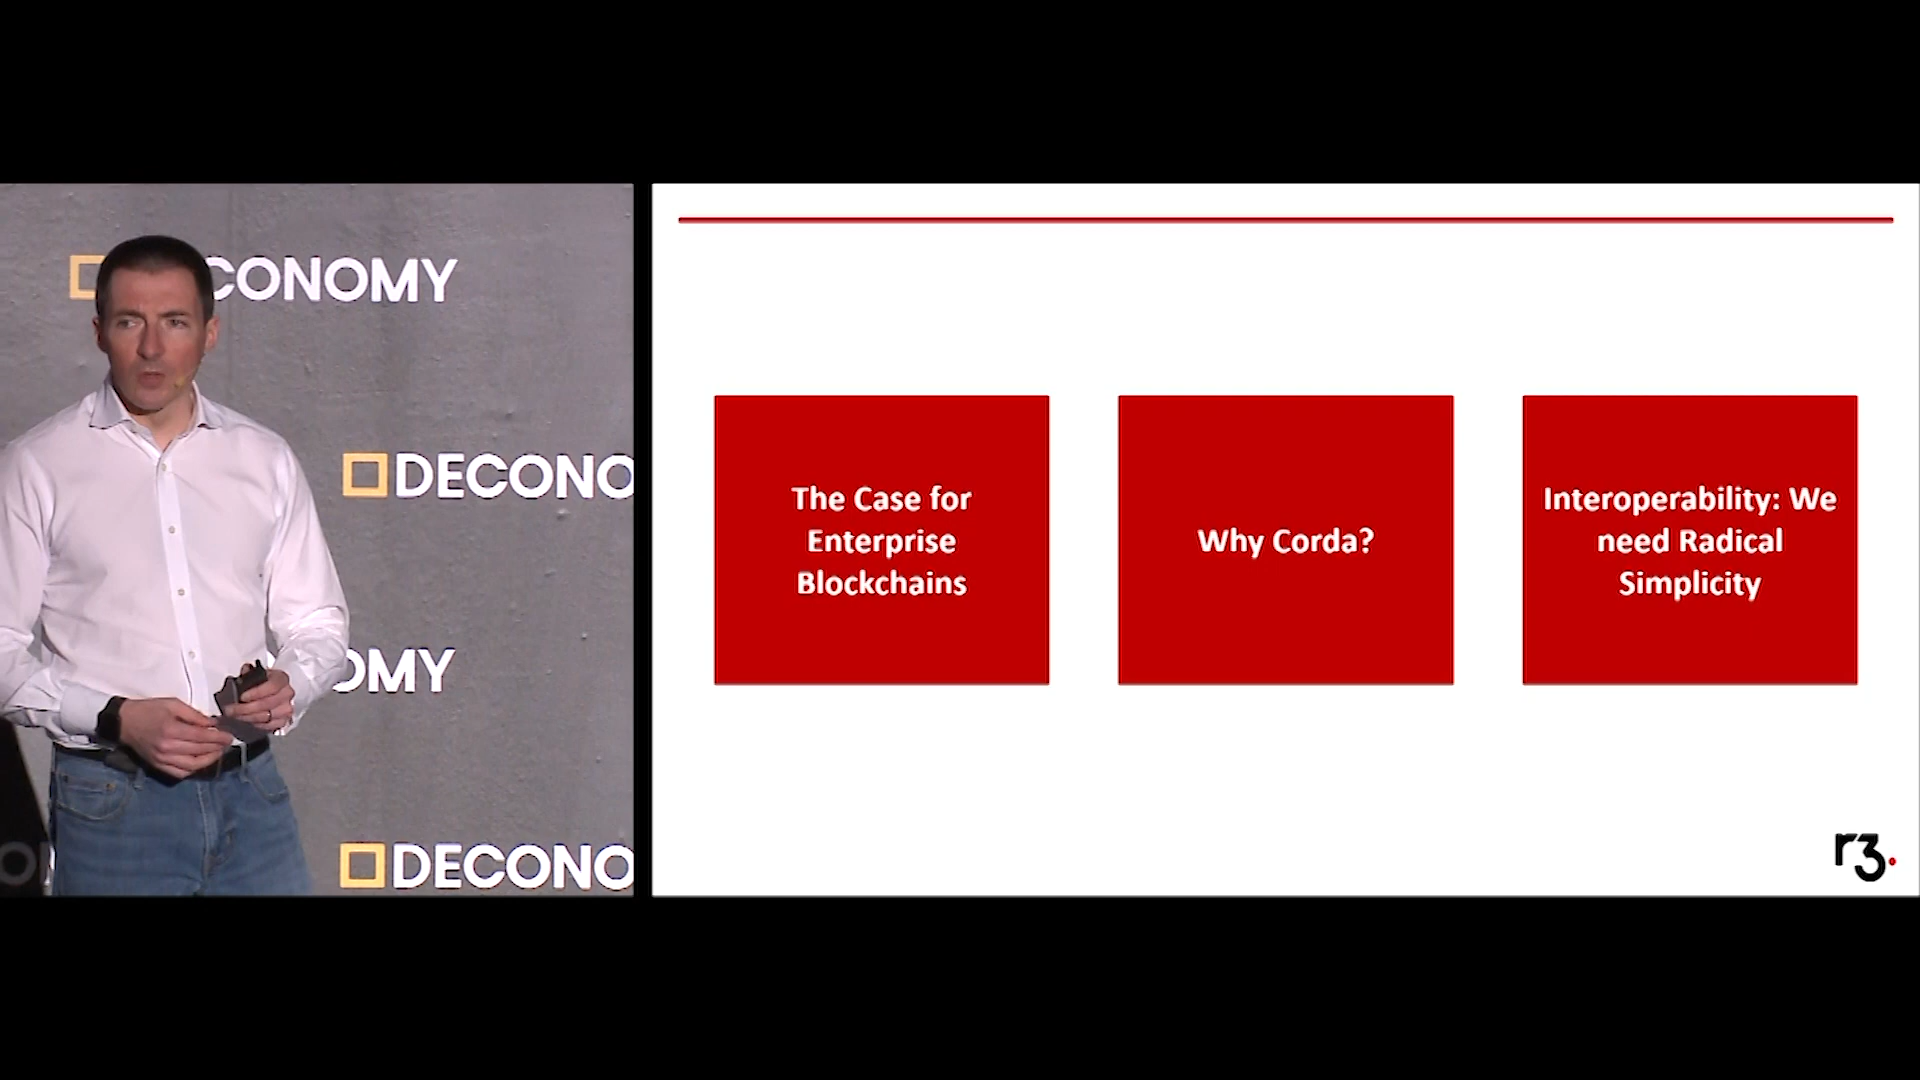 CONOMY
DECONO
OMY
DECONO
The Case for
Enterprise
Blockchains
Why Corda?
Interoperability: We
need Radical
Simplicity
r3.